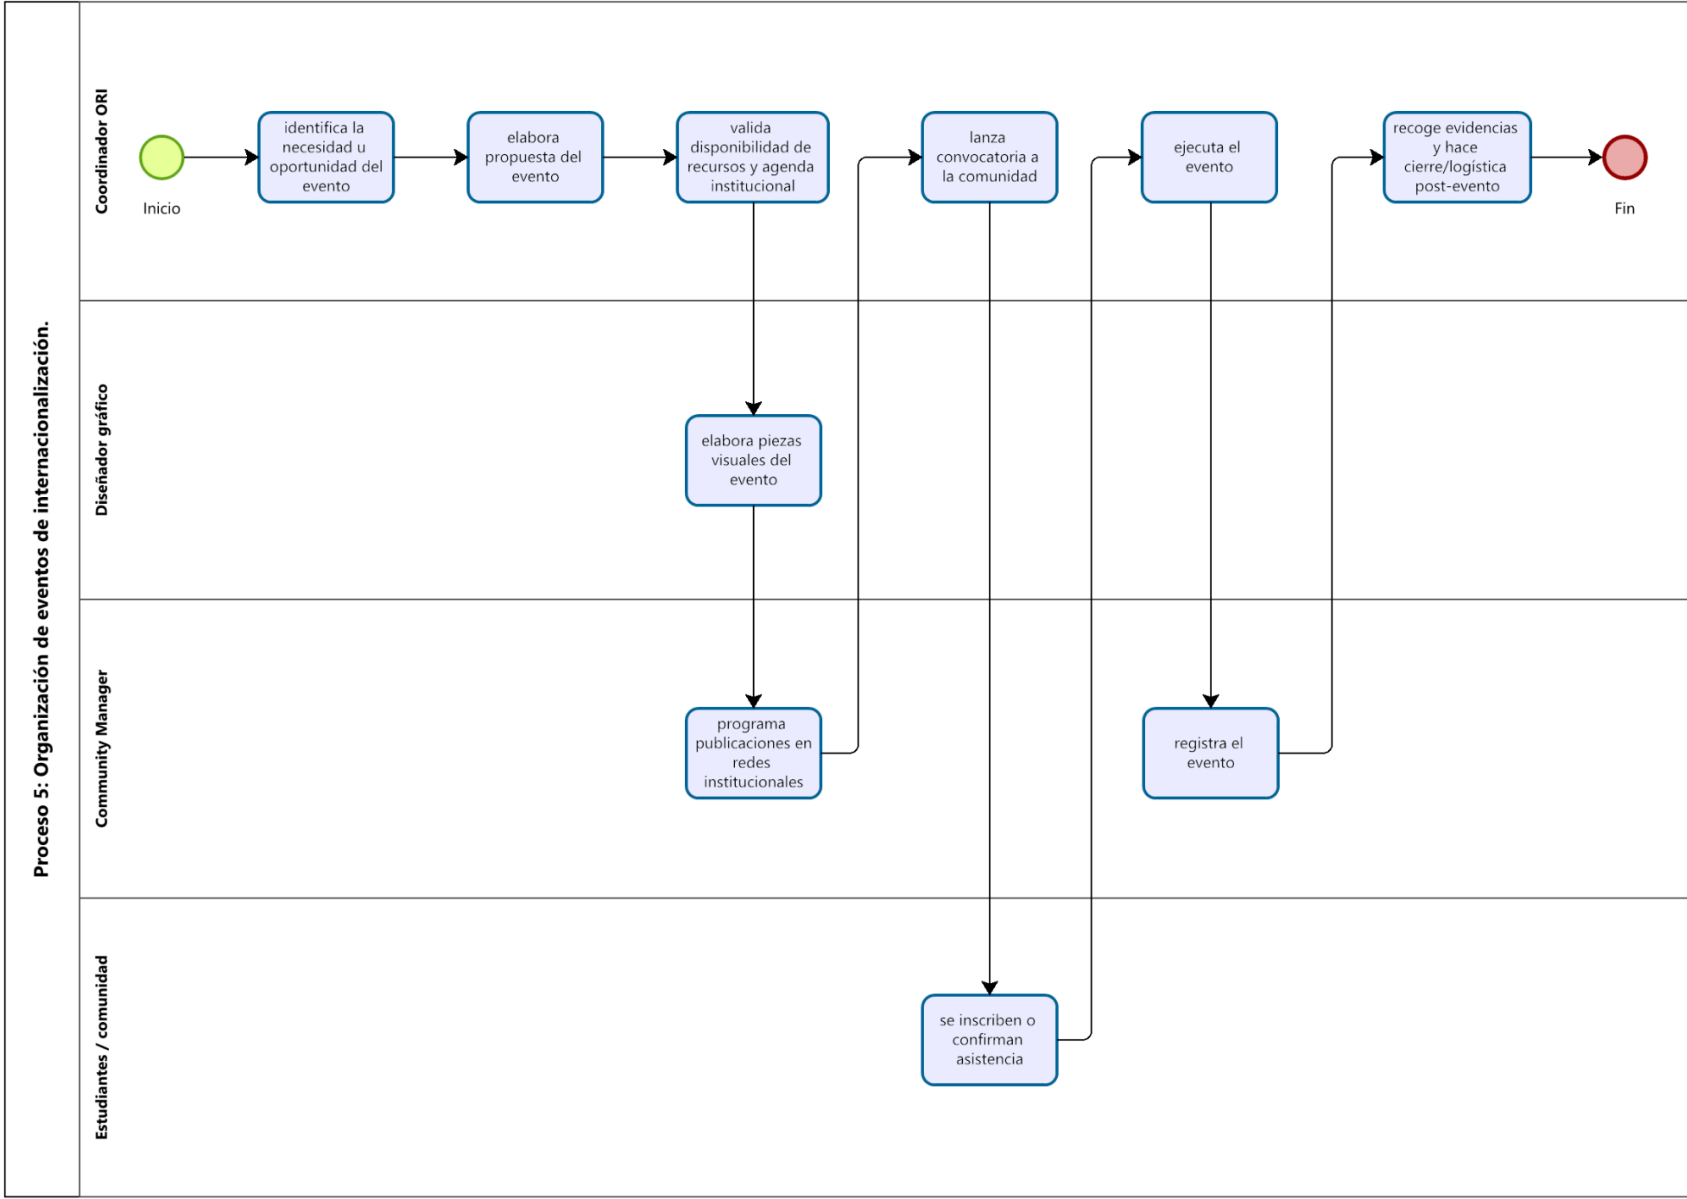 Proceso 5: Organización de eventos de internacionalización.
Coordinador ORI
Inicio
identifica la
necesidad u
oportunidad del
evento
elabora
propuesta del
evento
valida
disponibilidad de
recursos y agenda
institucional
lanza
convocatoria a
la comunidad
ejecuta el
evento
recoge evidencias
y hace
cierre/logística
post-evento
Fin
Diseñador gráfico
elabora piezas
visuales del
evento
Community Manager
programa
publicaciones en
redes
institucionales
registra el
evento
Estudiantes / comunidad
se inscriben o
confirman
asistencia